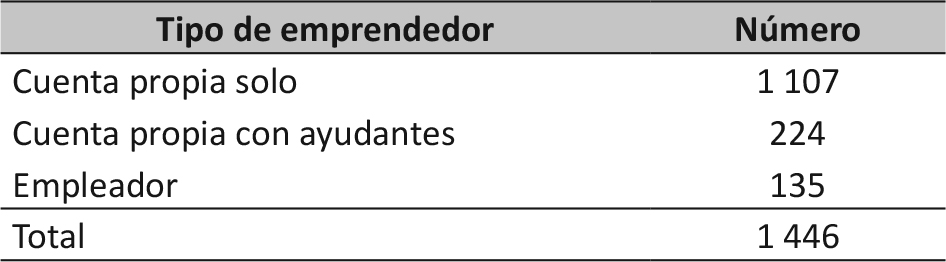 Tipo de emprendedor Número
Cuenta propia solo 1 107
Cuenta propia con ayudantes 224
Empleador 135
Total 1 446